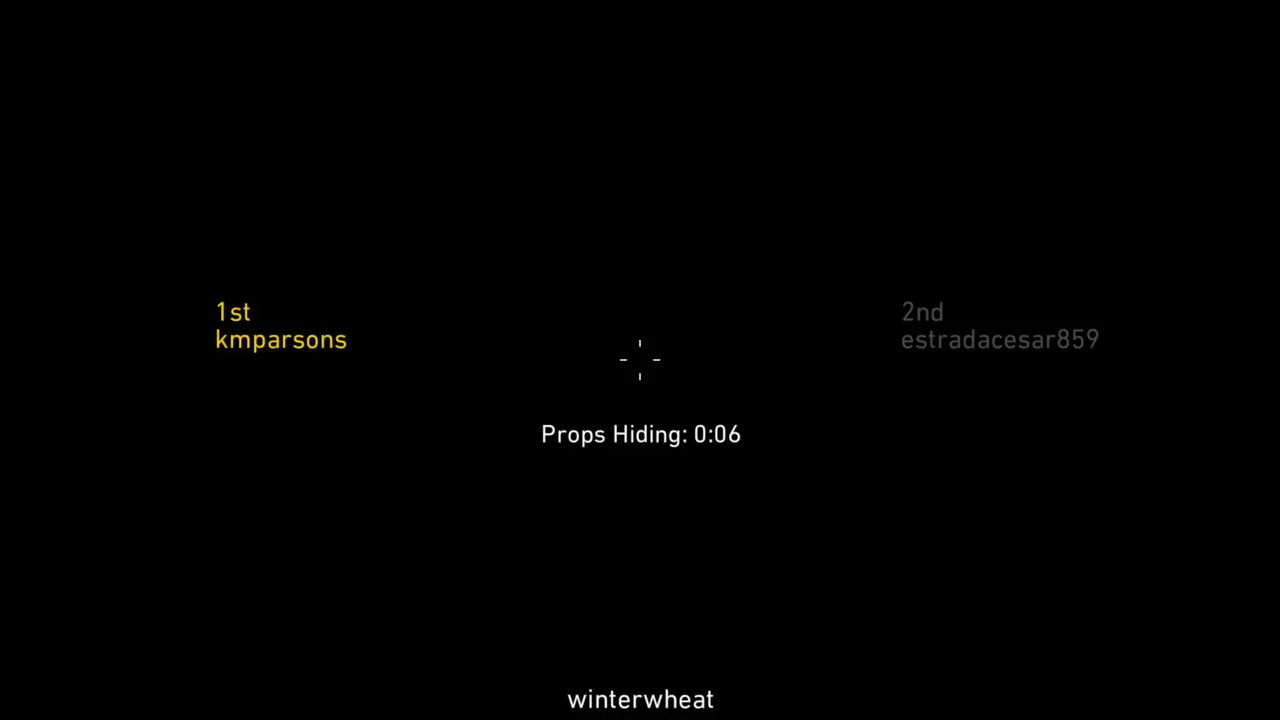 1st
kmparsons
2nd
estradacesar859
Props Hiding: 0:06
winterwheat